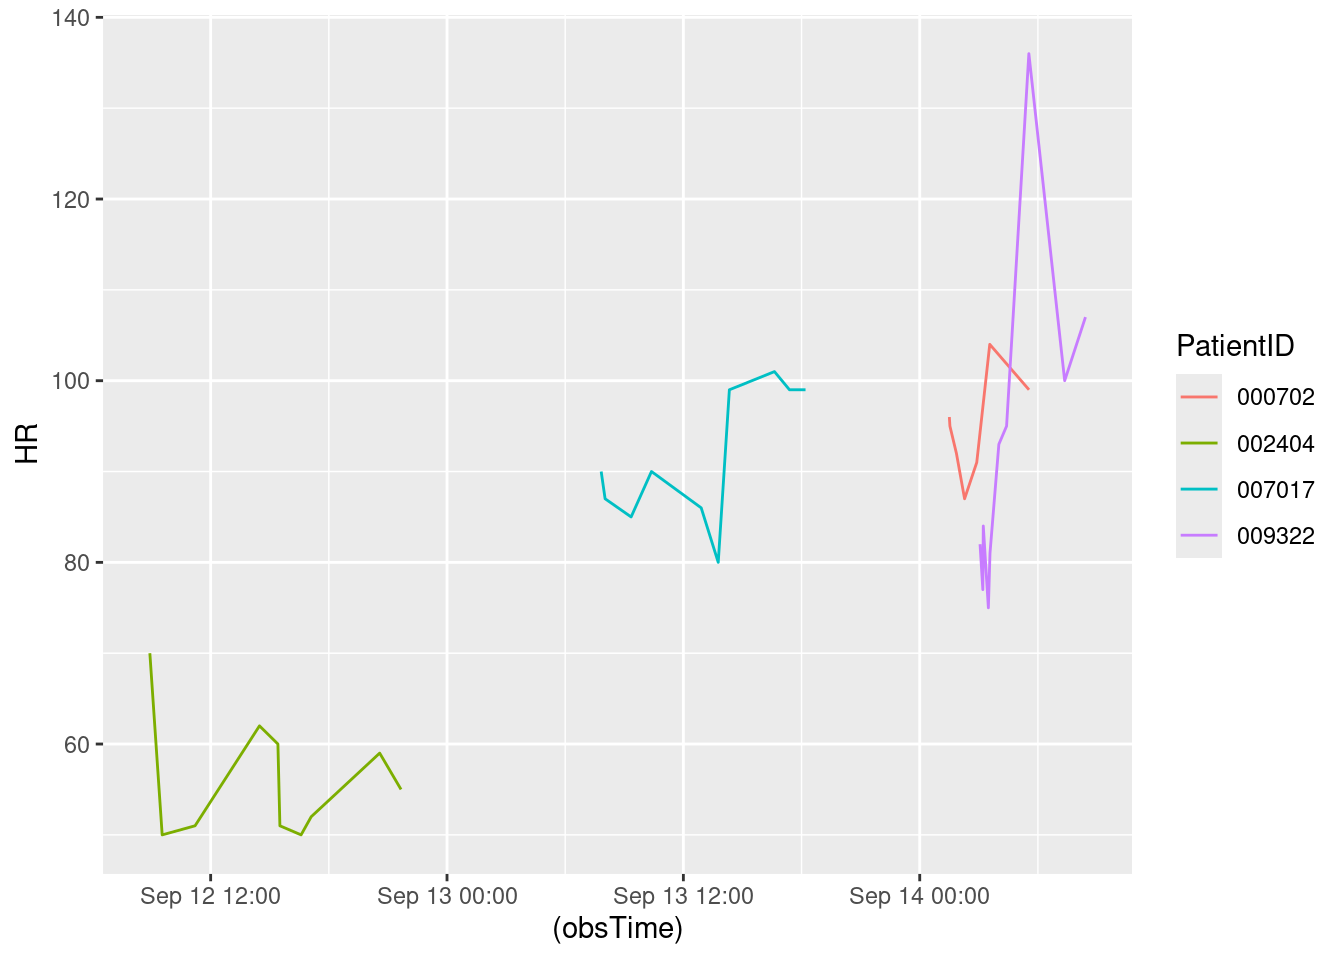 140
120
100
80
60
HR
Sep 12 12:00
Sep 13 00:00
Sep 13 12:00
Sep 14 00:00
(obsTime)
PatientID
000702
002404
007017
009322